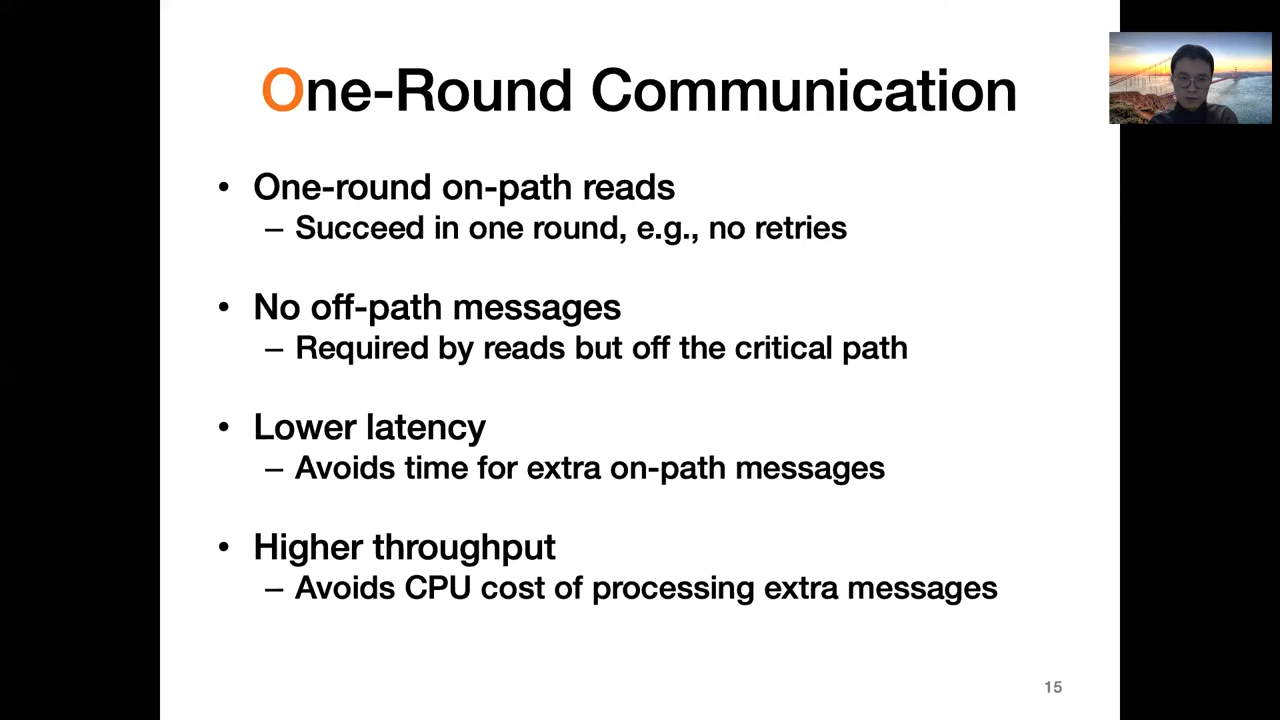 One-Round Communication
• One-round on-path reads
– Succeed in one round, e.g., no retries
• No off-path messages
– Required by reads but off the critical path
• Lower latency
– Avoids time for extra on-path messages
• Higher throughput
– Avoids CPU cost of processing extra messages
15